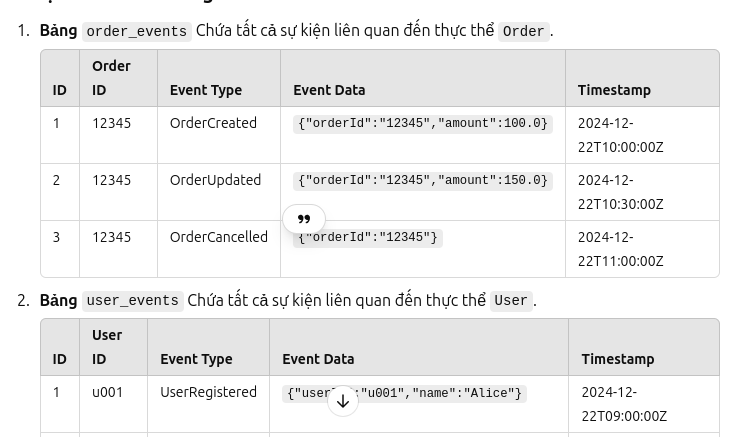 1. Bảng order_events Chứa tất cả sự kiện liên quan đến thực thể Order.
Order
ID ID Event Type Event Data Timestamp
1 12345 OrderCreated {"orderId":"12345","amount":100.0} 2024-12-
22T10:00:00Z
2 12345 OrderUpdated {"orderId":"12345","amount":150.0} 2024-12-
22T10:30:00Z
3 12345 OrderCancelled {"orderId":"12345"} 2024-12-
22T11:00:00Z
2. Bảng user_events Chứa tất cả sự kiện liên quan đến thực thể User.
User
ID ID Event Type Event Data Timestamp
1 u001 UserRegistered "u001","name":"Alice"} 2024-12-
22T09:00:00Z